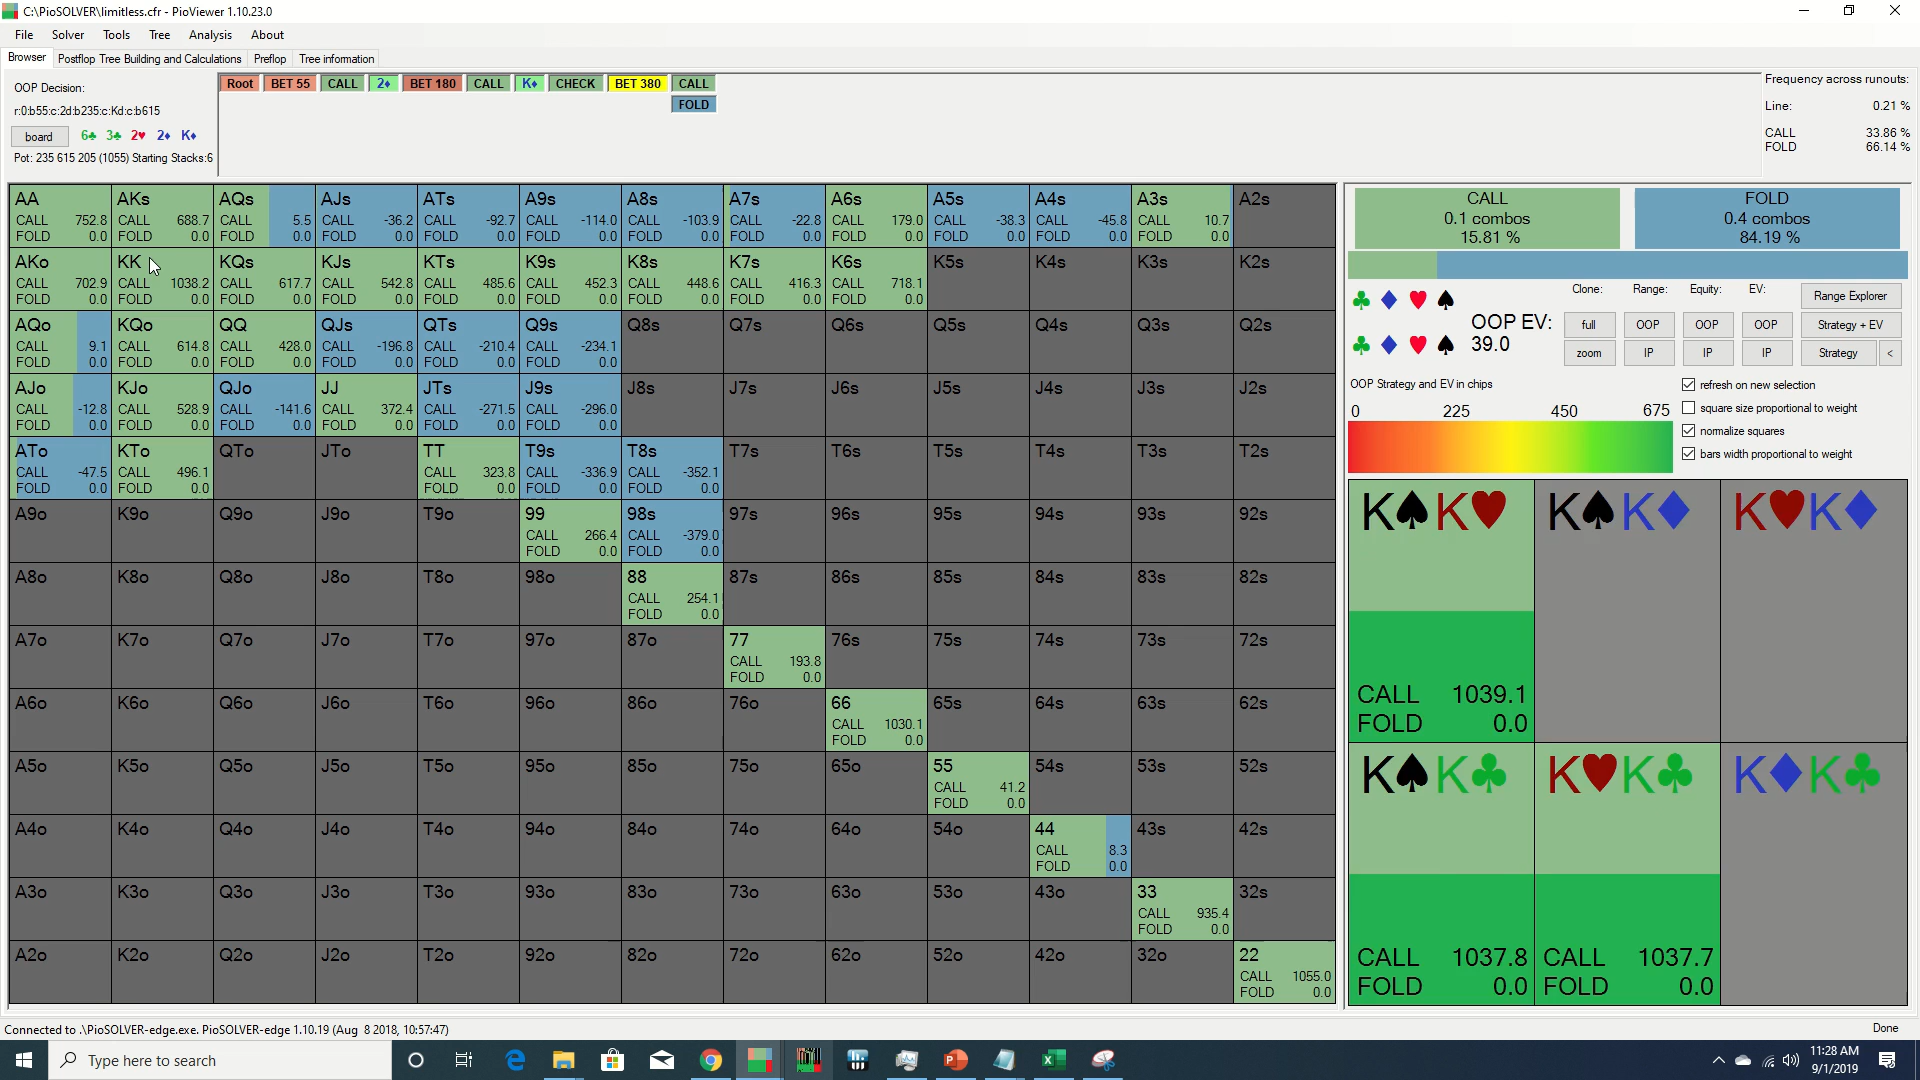 C:\PioSOLVER\limitless.cfr - PioViewer 1.10.23.0
File Solver Tools Tree Analysis About
Browser Postflop Tree Building and Calculations Preflop Tree information
OOP Decision:
r:0:b55:c:2d:b235:c:Kd:c:b615
board 6♣ 3♣ 2♥ 2♦ K♦
Pot: 235 615 205 (1055) Starting Stacks:6
Root BET 55 CALL 2♦ BET 180 CALL K♦ CHECK BET 380 CALL
FOLD
Frequency across runouts:
Line: 0.21 %
CALL 33.86 %
FOLD 66.14 %
AA AKs AQs AJs ATs A9s A8s A7s A6s A5s A4s A3s A2s
CALL 752.8 CALL 688.7 CALL 5.5 CALL -36.2 CALL -92.7 CALL -114.0 CALL -103.9 CALL -22.8 CALL 179.0 CALL -38.3 CALL -45.8 CALL 10.7
FOLD 0.0 FOLD 0.0 FOLD 0.0 FOLD 0.0 FOLD 0.0 FOLD 0.0 FOLD 0.0 FOLD 0.0 FOLD 0.0 FOLD 0.0 FOLD 0.0 FOLD 0.0
AKo KK KQs KJs KTs K9s K8s K7s K6s K5s K4s K3s K2s
CALL 702.9 CALL 1038.2 CALL 617.7 CALL 542.8 CALL 485.6 CALL 452.3 CALL 448.6 CALL 416.3 CALL 718.1
FOLD 0.0 FOLD 0.0 FOLD 0.0 FOLD 0.0 FOLD 0.0 FOLD 0.0 FOLD 0.0 FOLD 0.0 FOLD 0.0
AQo KQo QQ QJs QTs Q9s Q8s Q7s Q6s Q5s Q4s Q3s Q2s
CALL 9.1 CALL 614.8 CALL 428.0 CALL -196.8 CALL -210.4 CALL -234.1
FOLD 0.0 FOLD 0.0 FOLD 0.0 FOLD 0.0 FOLD 0.0 FOLD 0.0
AJo KJo QJo JJ JTs J9s J8s J7s J6s J5s J4s J3s J2s
CALL -12.8 CALL 528.9 CALL -141.6 CALL 372.4 CALL -271.5 CALL -296.0
FOLD 0.0 FOLD 0.0 FOLD 0.0 FOLD 0.0 FOLD 0.0 FOLD 0.0
ATo KTo QTo JTo TT T9s T8s T7s T6s T5s T4s T3s T2s
CALL -47.5 CALL 496.1 CALL 323.8 CALL -336.9 CALL -352.1
FOLD 0.0 FOLD 0.0 FOLD 0.0 FOLD 0.0 FOLD 0.0
A9o K9o Q9o J9o T9o 99 98s 97s 96s 95s 94s 93s 92s
CALL 266.4 CALL -379.0
FOLD 0.0 FOLD 0.0
A8o K8o Q8o J8o T8o 98o 88 87s 86s 85s 84s 83s 82s
CALL 254.1
FOLD 0.0
A7o K7o Q7o J7o T7o 97o 87o 77 76s 75s 74s 73s 72s
CALL 193.8
FOLD 0.0
A6o K6o Q6o J6o T6o 96o 86o 76o 66 65s 64s 63s 62s
CALL 1030.1
FOLD 0.0
A5o K5o Q5o J5o T5o 95o 85o 75o 65o 55 54s 53s 52s
CALL 41.2
FOLD 0.0
A4o K4o Q4o J4o T4o 94o 84o 74o 64o 54o 44 43s 42s
CALL 8.3
FOLD 0.0
A3o K3o Q3o J3o T3o 93o 83o 73o 63o 53o 43o 33 32s
CALL 935.4
FOLD 0.0
A2o K2o Q2o J2o T2o 92o 82o 72o 62o 52o 42o 32o 22
CALL 1055.0
FOLD 0.0
CALL FOLD
0.1 combos 0.4 combos
15.81 % 84.19 %
♣ ♦ ♥ ♠
♣ ♦ ♥ ♠
OOP EV:
39.0
Clone: Range: Equity: EV: Range Explorer
full OOP OOP OOP Strategy + EV
zoom IP IP IP Strategy <
OOP Strategy and EV in chips
0 225 450 675
refresh on new selection
square size proportional to weight
normalize squares
bars width proportional to weight
K♠K♥ K♠K♦ K♥K♦
CALL 1039.1
FOLD 0.0
K♠K♣ K♥K♣ K♦K♣
CALL 1037.8 CALL 1037.7
FOLD 0.0 FOLD 0.0
Connected to .\PioSOLVER-edge.exe. PioSOLVER-edge 1.10.19 (Aug 8 2018, 10:57:47) Done
Type here to search
11:28 AM
9/1/2019